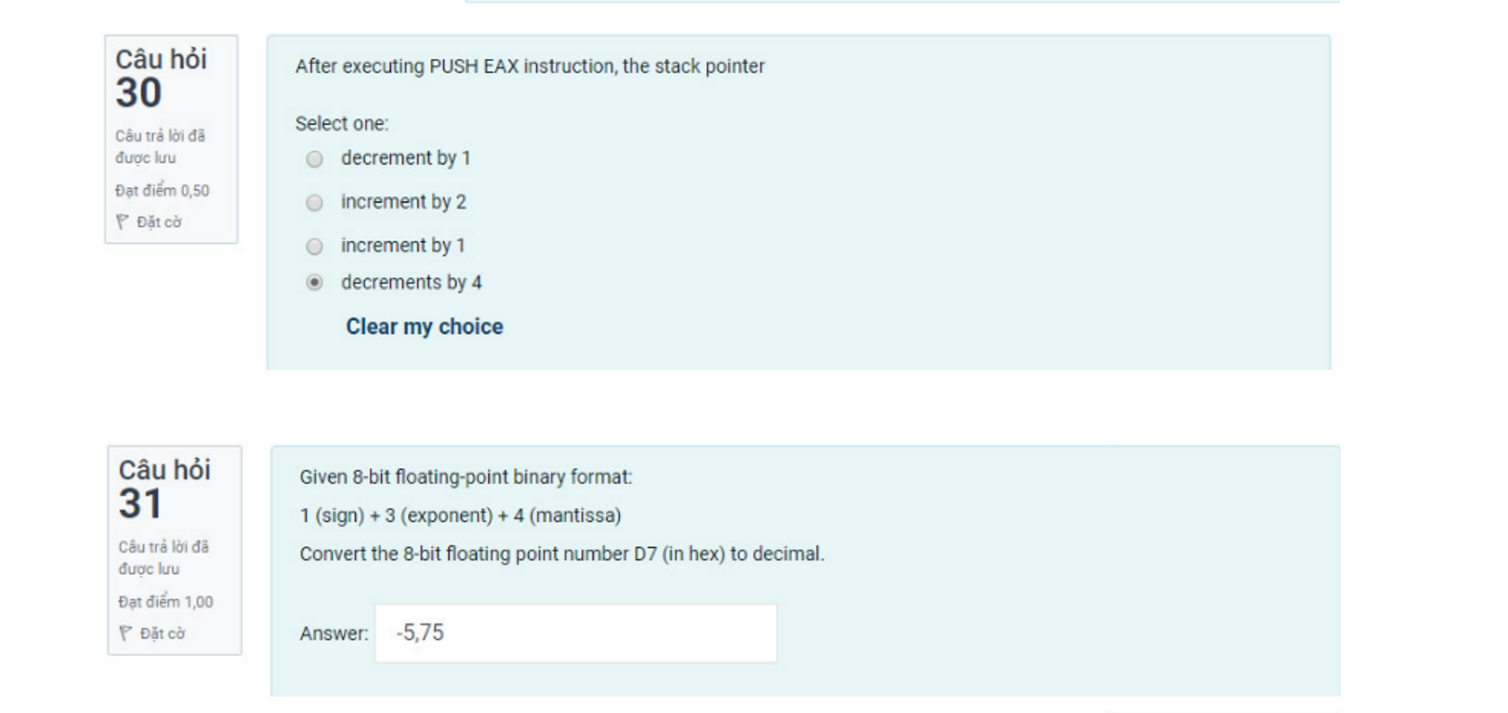 Câu hỏi
30
Câu trả lời đã
được lưu
Đạt điểm 0,50
Đặt cờ
After executing PUSH EAX instruction, the stack pointer
Select one:
decrement by 1
increment by 2
increment by 1
decrements by 4
Clear my choice
Câu hỏi
31
Câu trả lời đã
được lưu
Đạt điểm 1,00
Đặt cờ
Given 8-bit floating-point binary format:
1 (sign) + 3 (exponent) + 4 (mantissa)
Convert the 8-bit floating point number D7 (in hex) to decimal.
Answer: -5,75